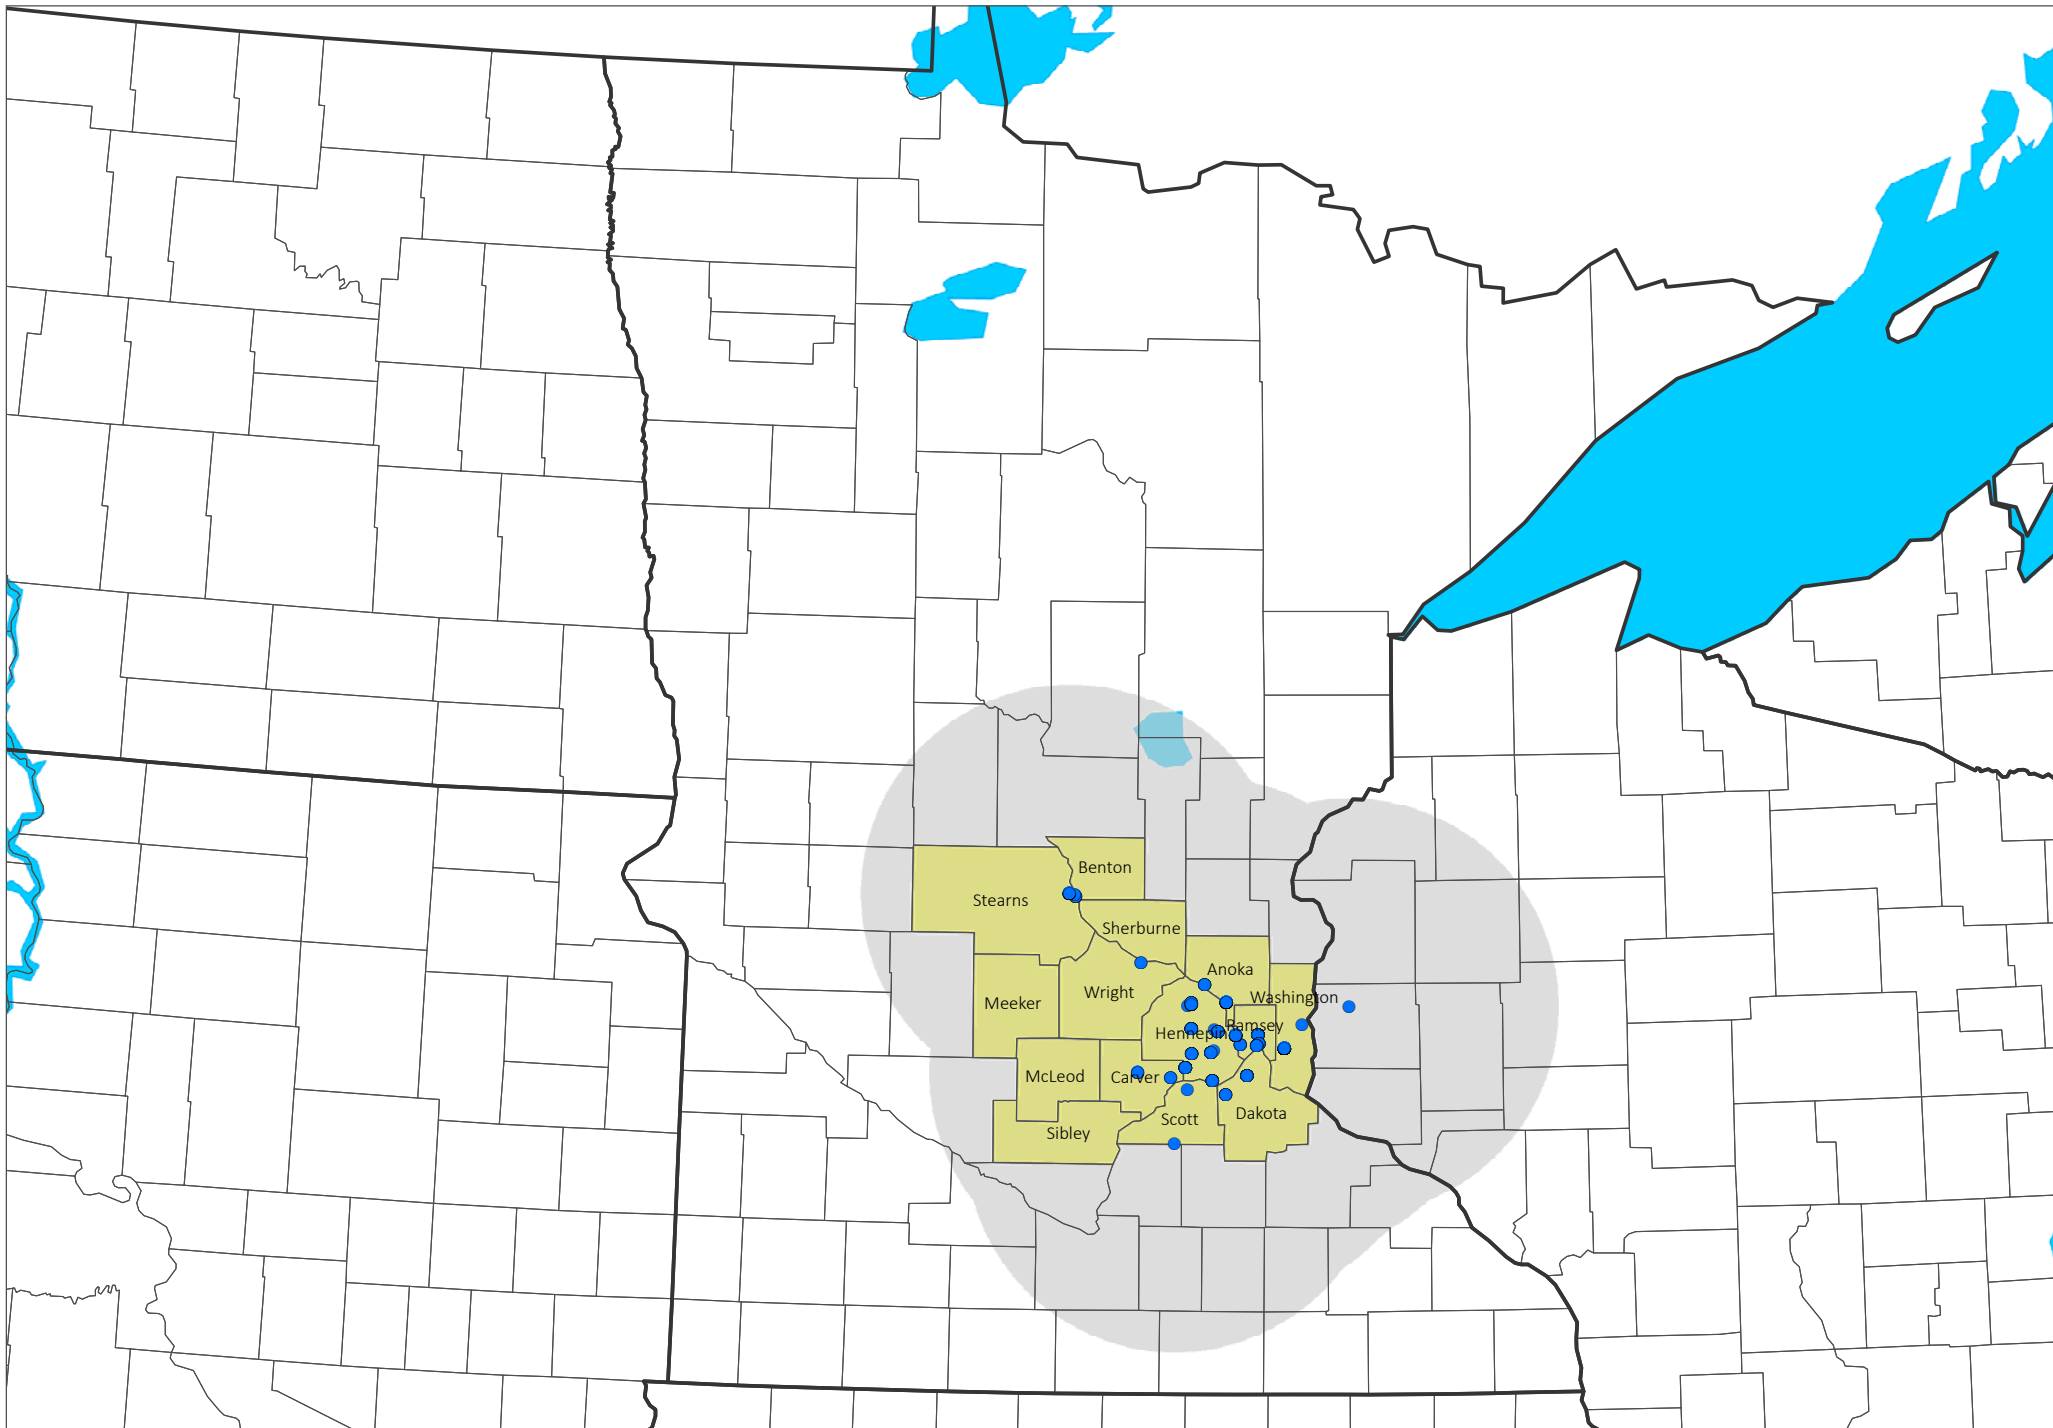 Benton
Stearns
Sherburne
Anoka
Wright
Washington
Meeker
Ramsey
Hennepin
McLeod
Carver
Dakota
Scott
Sibley